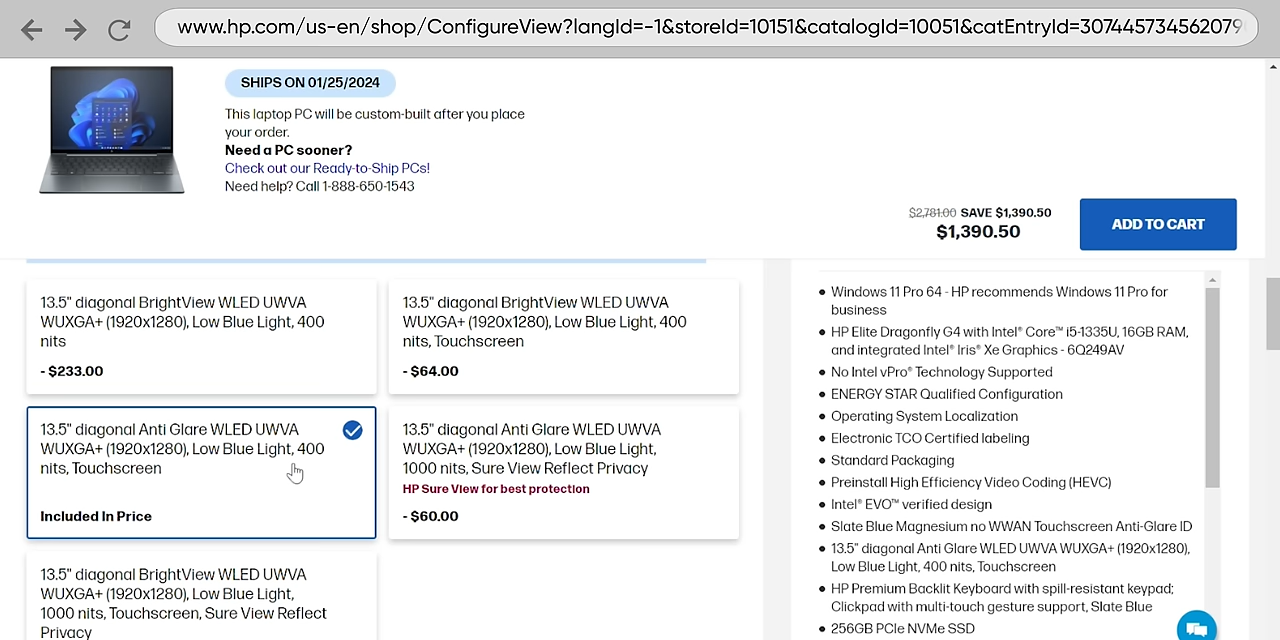 www.hp.com/us-en/shop/ConfigureView?langId=-1&storeId=10151&catalogId=10051&catEntryId=307445734562079
SHIPS ON 01/25/2024
This laptop PC will be custom-built after you place
your order.
Need a PC sooner?
Check out our Ready-to-Ship PCs!
Need help? Call 1-888-650-1543
$2,781.00 SAVE $1,390.50
$1,390.50
ADD TO CART
13.5" diagonal BrightView WLED UWVA
WUXGA+ (1920x1280), Low Blue Light, 400
nits
- $233.00
13.5" diagonal BrightView WLED UWVA
WUXGA+ (1920x1280), Low Blue Light, 400
nits, Touchscreen
- $64.00
13.5" diagonal Anti Glare WLED UWVA
WUXGA+ (1920x1280), Low Blue Light, 400
nits, Touchscreen
Included In Price
13.5" diagonal Anti Glare WLED UWVA
WUXGA+ (1920x1280), Low Blue Light,
1000 nits, Sure View Reflect Privacy
HP Sure View for best protection
- $60.00
13.5" diagonal BrightView WLED UWVA
WUXGA+ (1920x1280), Low Blue Light,
1000 nits, Touchscreen, Sure View Reflect
Privacy
• Windows 11 Pro 64 - HP recommends Windows 11 Pro for
business
• HP Elite Dragonfly G4 with Intel® Core™ i5-1335U, 16GB RAM,
and integrated Intel® Iris® Xe Graphics - 6Q249AV
• No Intel vPro® Technology Supported
• ENERGY STAR Qualified Configuration
• Operating System Localization
• Electronic TCO Certified labeling
• Standard Packaging
• Preinstall High Efficiency Video Coding (HEVC)
• Intel® EVO™ verified design
• Slate Blue Magnesium no WWAN Touchscreen Anti-Glare ID
• 13.5" diagonal Anti Glare WLED UWVA WUXGA+ (1920x1280),
Low Blue Light, 400 nits, Touchscreen
• HP Premium Backlit Keyboard with spill-resistant keypad;
Clickpad with multi-touch gesture support, Slate Blue
• 256GB PCIe NVMe SSD